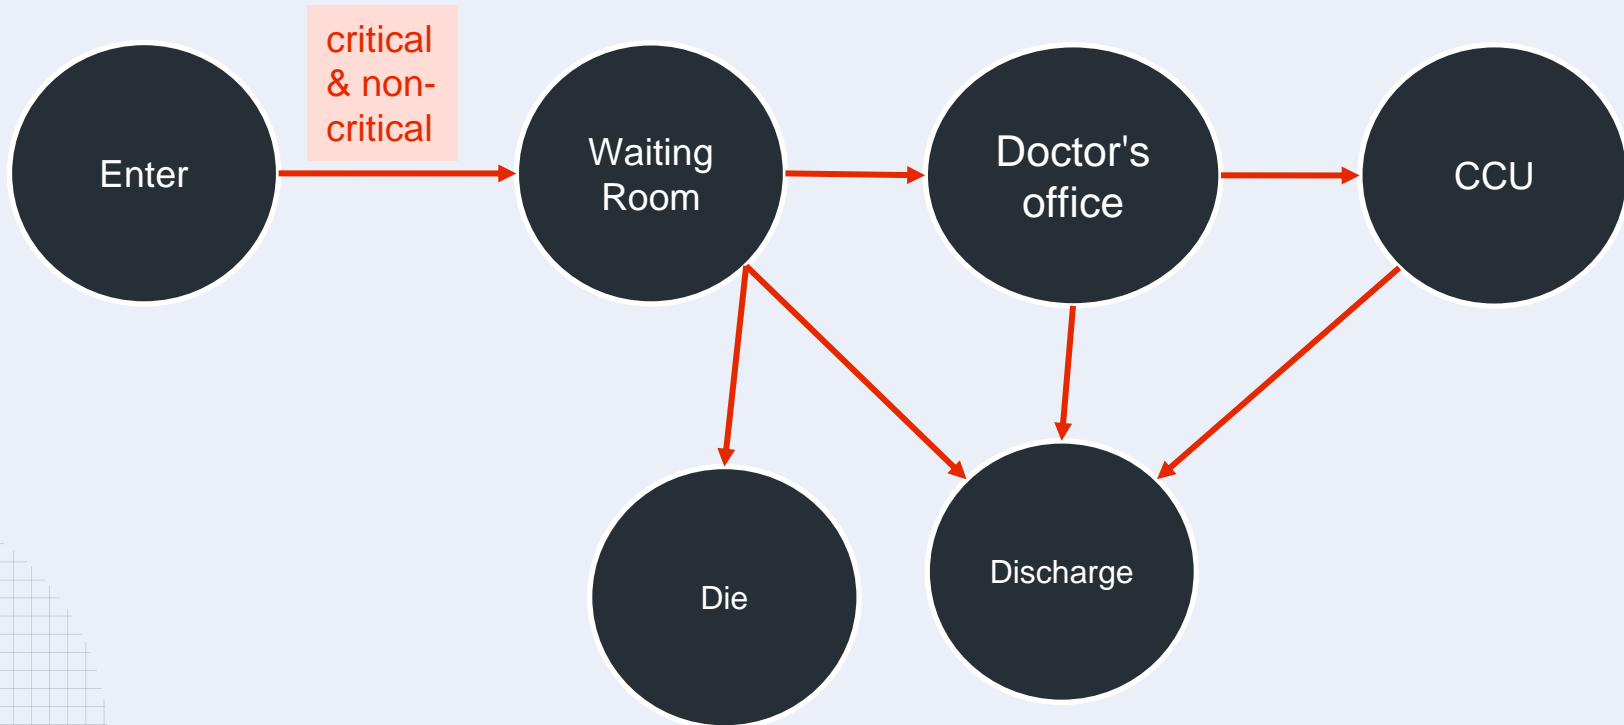 critical
& non-
critical
Enter
Waiting
Room
Doctor's
office
CCU
Die
Discharge